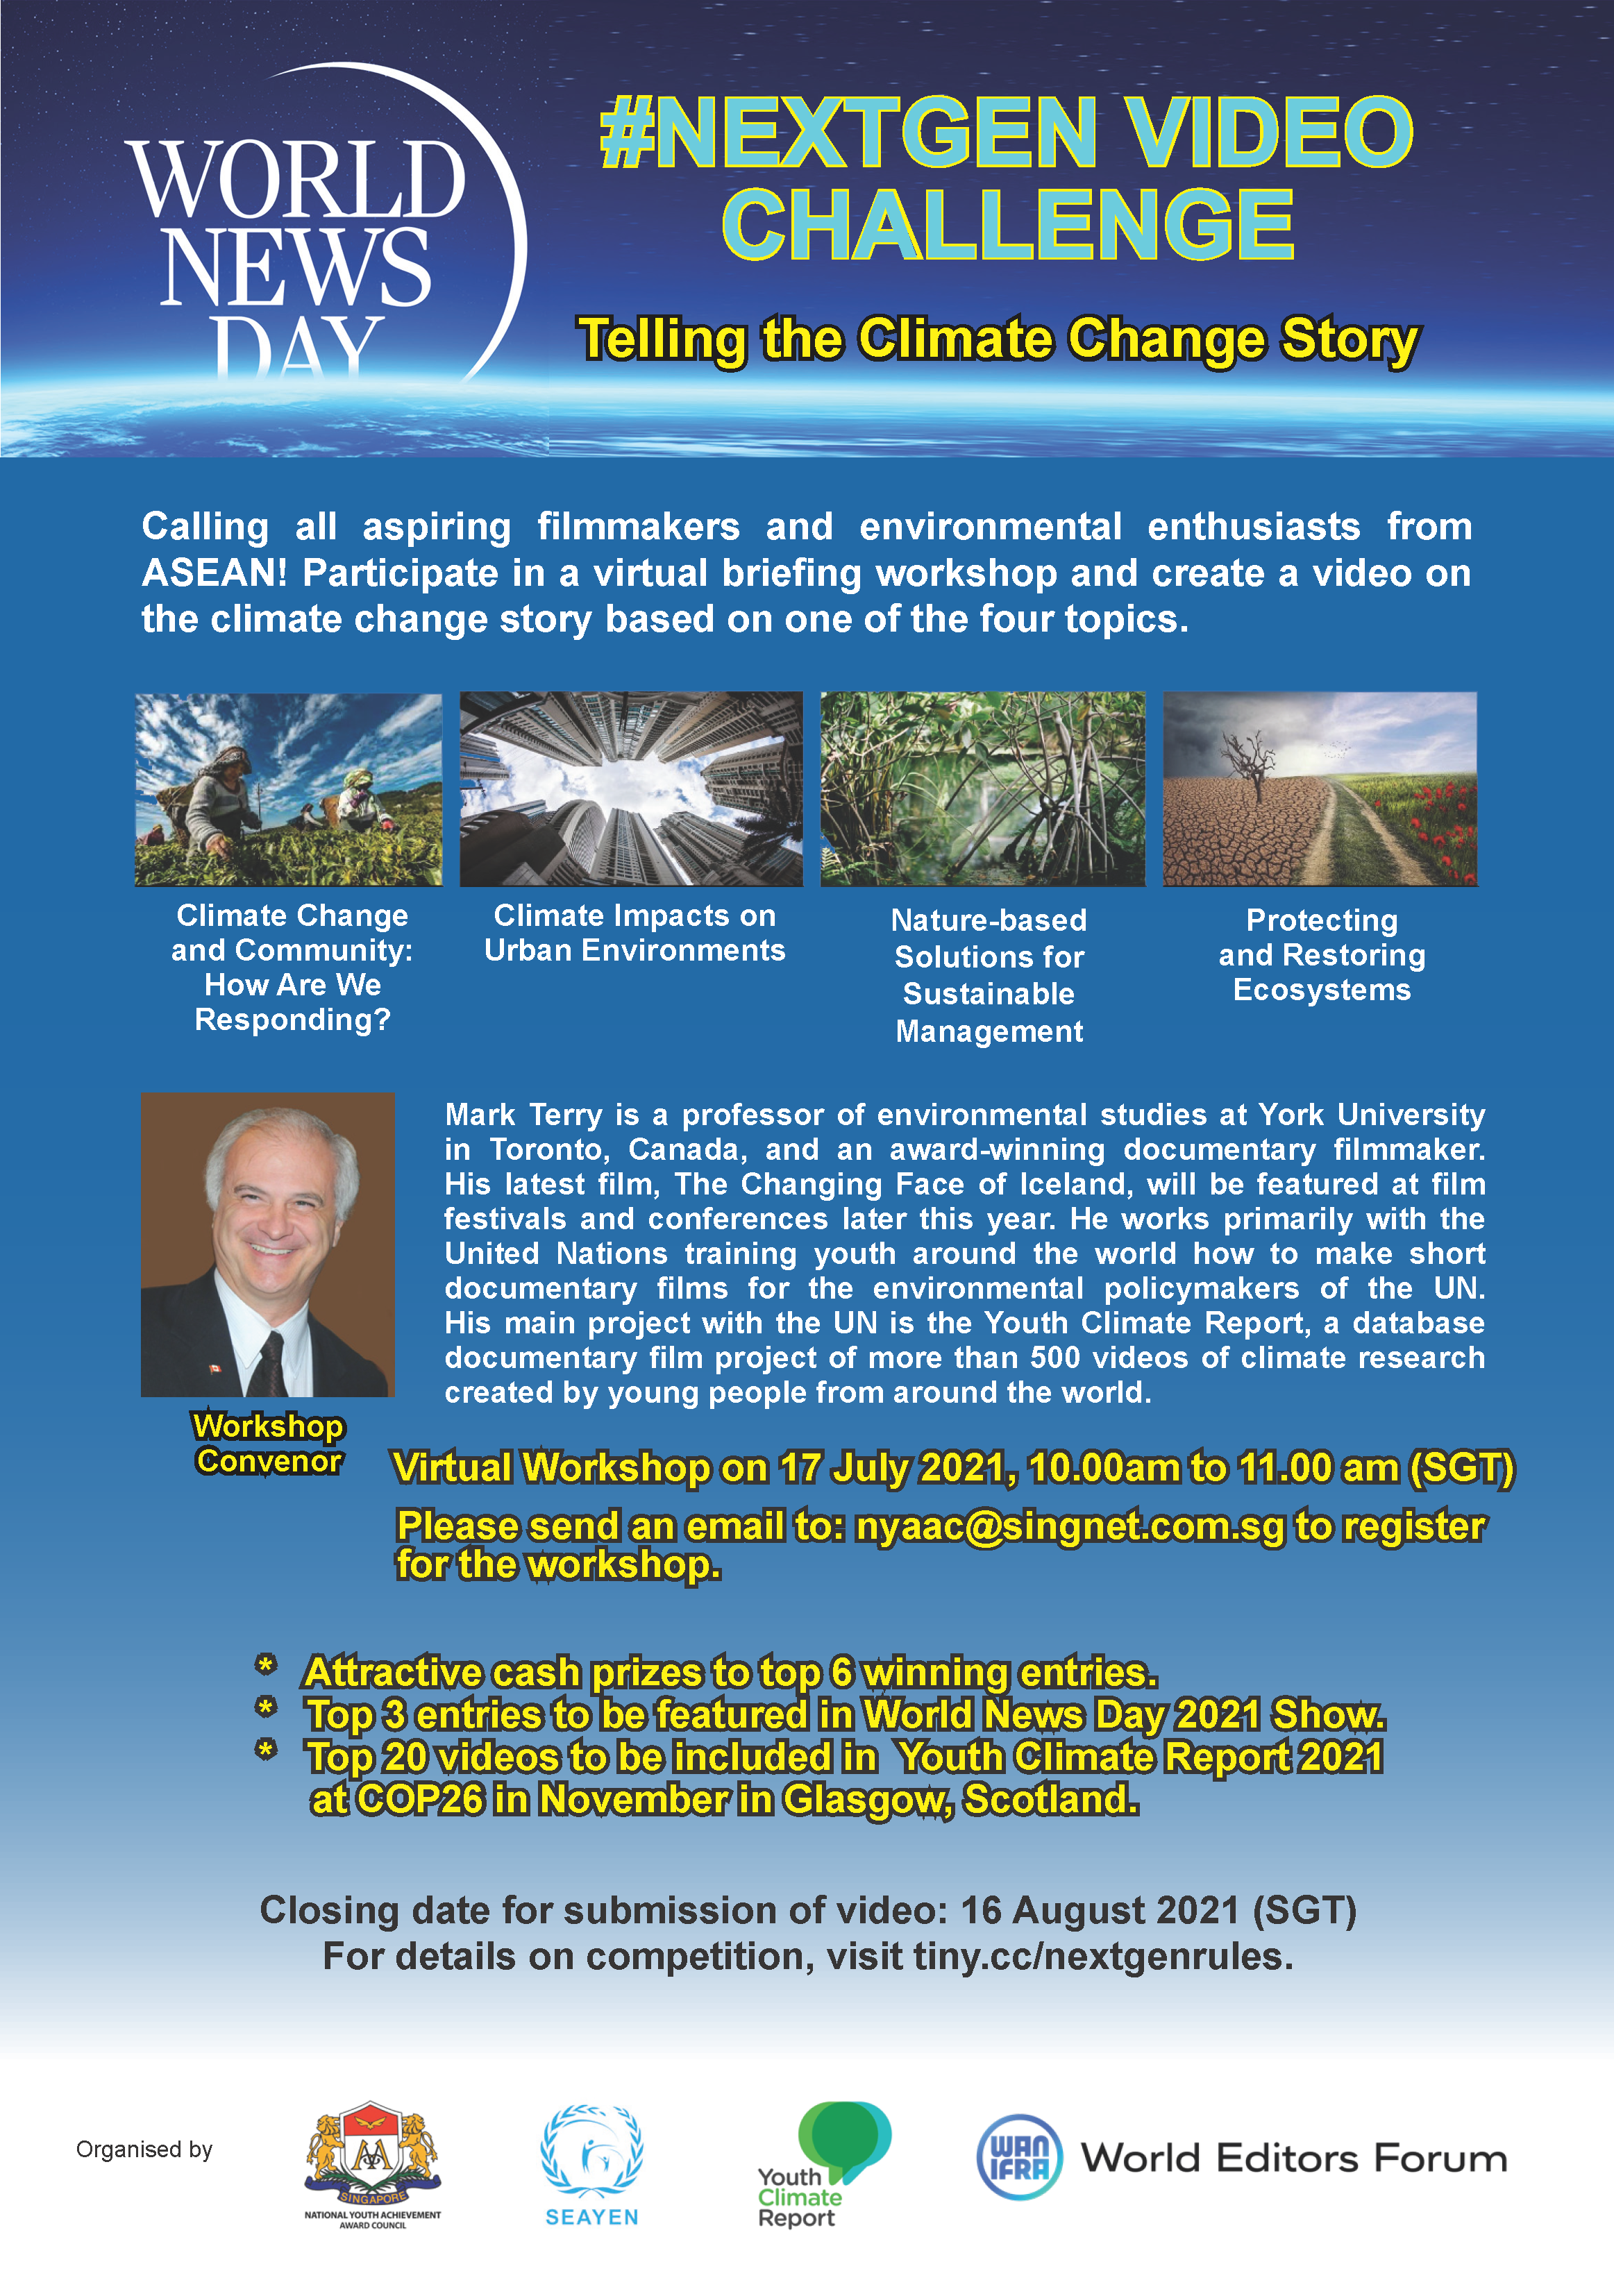 WORLD
NEWS
DAY
#NEXTGEN VIDEO
CHALLENGE
Telling the Climate Change Story
Calling all aspiring filmmakers and environmental enthusiasts from
ASEAN! Participate in a virtual briefing workshop and create a video on
the climate change story based on one of the four topics.
Climate Change
and Community:
How Are We
Responding?
Climate Impacts on
Urban Environments
Nature-based
Solutions for
Sustainable
Management
Protecting
and Restoring
Ecosystems
Mark Terry is a professor of environmental studies at York University
in Toronto, Canada, and an award-winning documentary filmmaker.
His latest film, The Changing Face of Iceland, will be featured at film
festivals and conferences later this year. He works primarily with the
United Nations training youth around the world how to make short
documentary films for the environmental policymakers of the UN.
His main project with the UN is the Youth Climate Report, a database
documentary film project of more than 500 videos of climate research
created by young people from around the world.
Workshop
Convenor
Virtual Workshop on 17 July 2021, 10.00am to 11.00 am (SGT)
Please send an email to: nyaac@singnet.com.sg to register
for the workshop.
* Attractive cash prizes to top 6 winning entries.
* Top 3 entries to be featured in World News Day 2021 Show.
* Top 20 videos to be included in Youth Climate Report 2021
at COP26 in November in Glasgow, Scotland.
Closing date for submission of video: 16 August 2021 (SGT)
For details on competition, visit tiny.cc/nextgenrules.
Organised by
SINGAPORE
NATIONAL YOUTH ACHIEVEMENT
AWARD COUNCIL
SEAYEN
Youth
Climate
Report
WAN
IFRA
World Editors Forum